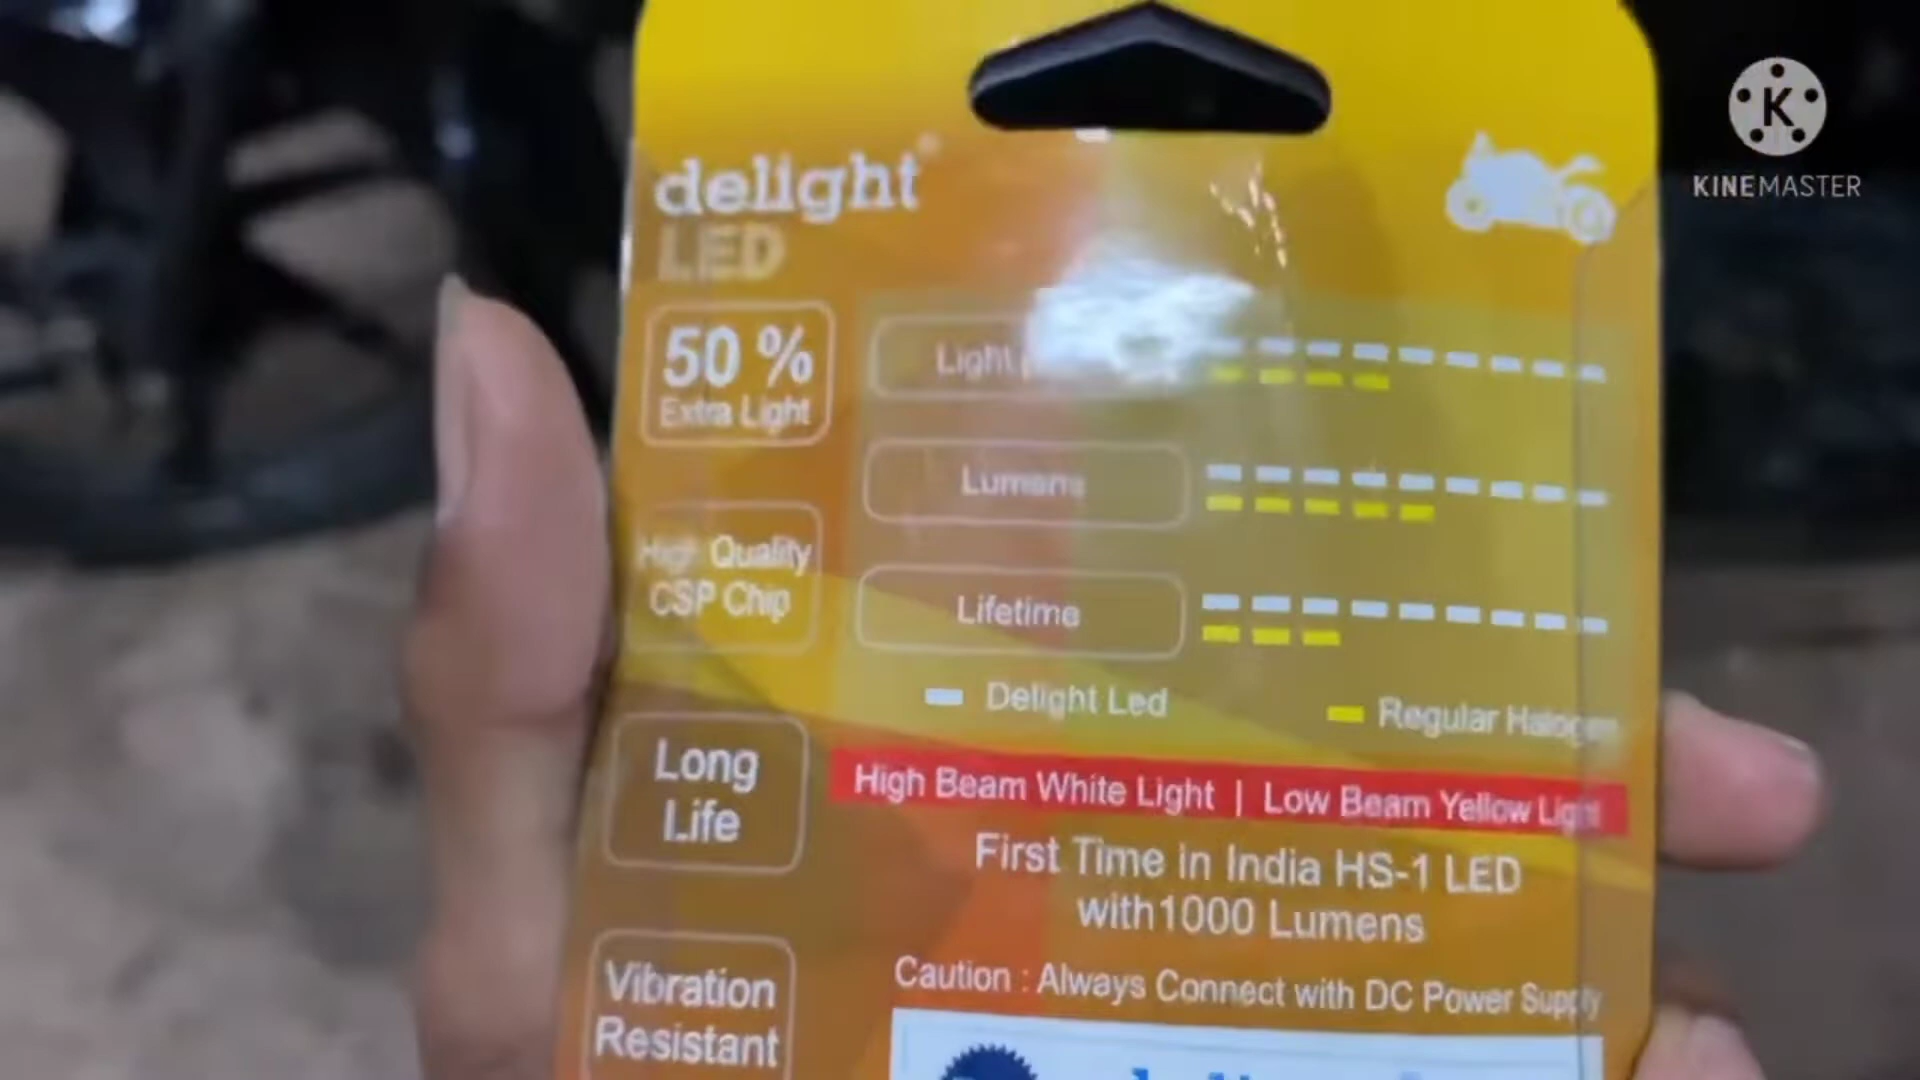 K
KINEMASTER
delight
LED
50 %
Extra Light
High Quality
CSP Chip
Long
Life
Vibration
Resistant
Light
Lumens
Lifetime
Delight Led
Regular Halogen
High Beam White Light | Low Beam Yellow Light
First Time in India HS-1 LED
with1000 Lumens
Caution : Always Connect with DC Power Supply